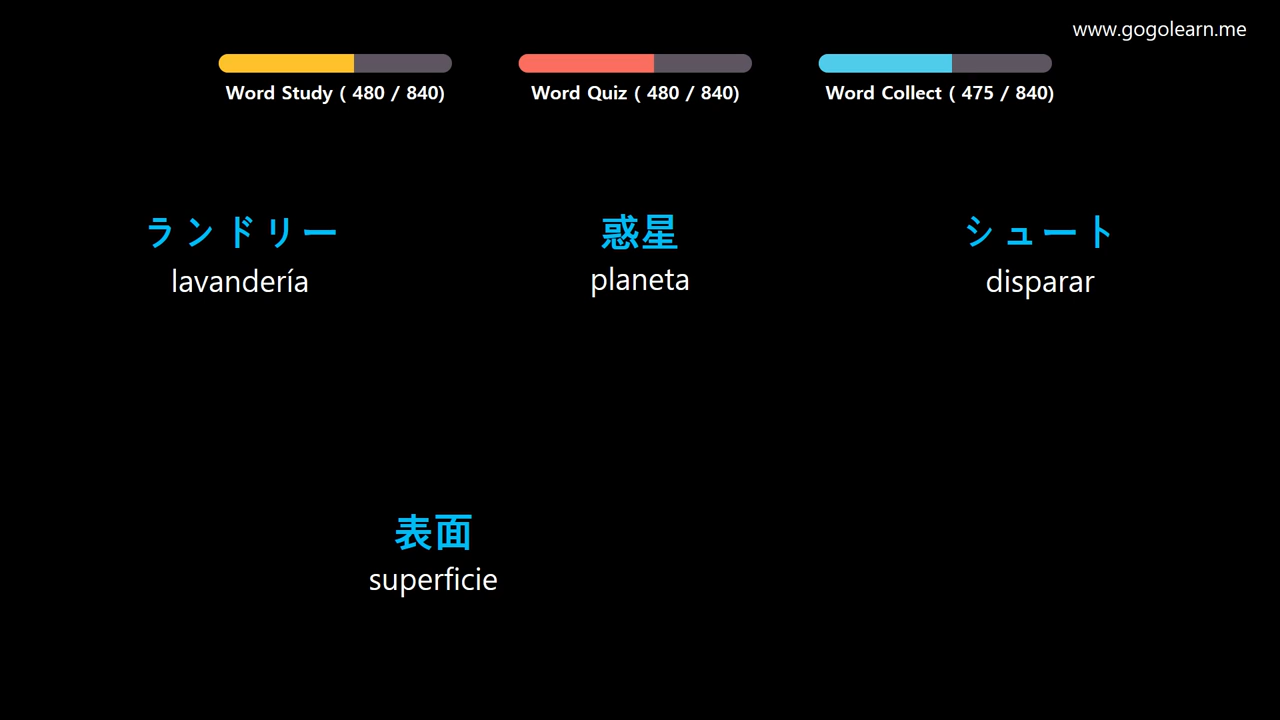 www.gogolearn.me
Word Study ( 480 / 840)
Word Quiz ( 480 / 840)
Word Collect ( 475 / 840)
ランドリー
lavandería
惑星
planeta
シュート
disparar
表面
superficie